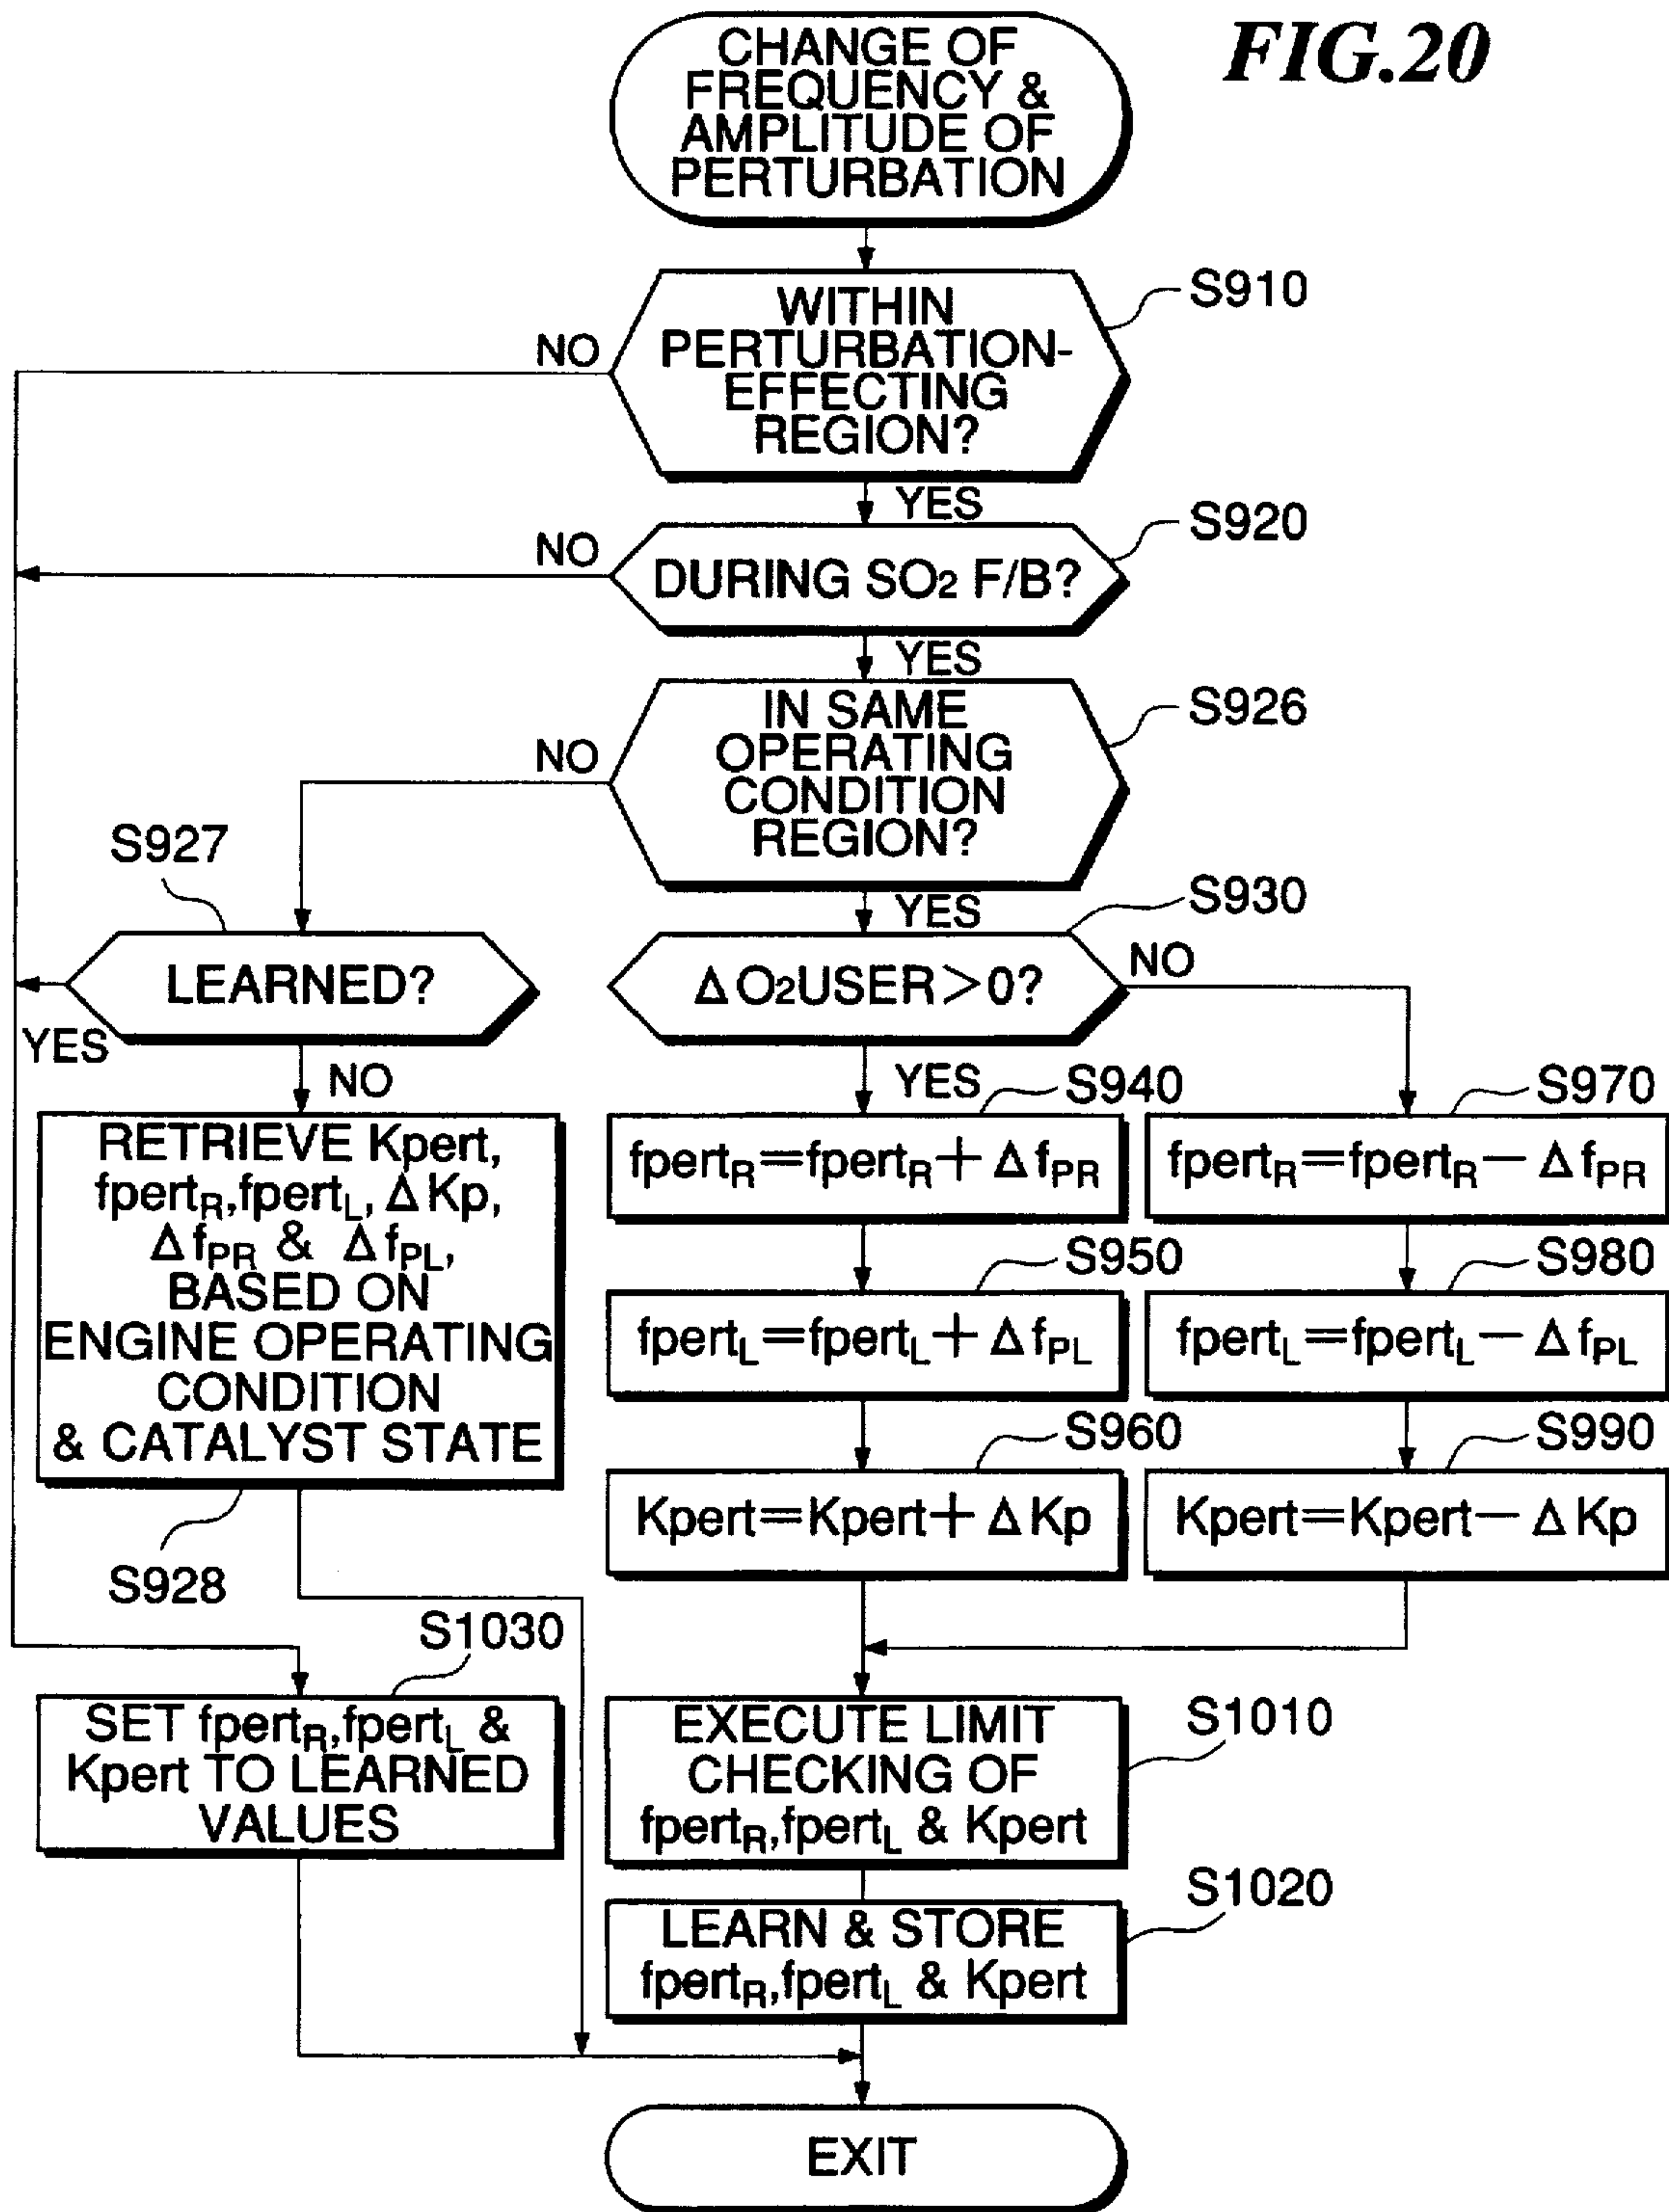 FIG.20
CHANGE OF
FREQUENCY &
AMPLITUDE OF
PERTURBATION
S910
WITHIN
PERTURBATION-
EFFECTING
REGION?
NO
YES
S920
NO
DURING SO2 F/B?
YES
S926
IN SAME
OPERATING
CONDITION
REGION?
NO
S927
YES
S930
LEARNED?
ΔO2USER>0?
NO
YES
NO
YES
S940
S970
RETRIEVE Kpert,
fpertR,fpertL, ΔKp,
ΔfPR & ΔfPL,
BASED ON
ENGINE OPERATING
CONDITION
& CATALYST STATE
S928
fpertR=fpertR+ ΔfPR
fpertR=fpertR− ΔfPR
S950
S980
fpertL=fpertL+ ΔfPL
fpertL=fpertL− ΔfPL
S960
S990
Kpert=Kpert+ ΔKp
Kpert=Kpert− ΔKp
S1030
SET fpertR,fpertL &
Kpert TO LEARNED
VALUES
S1010
EXECUTE LIMIT
CHECKING OF
fpertR,fpertL & Kpert
S1020
LEARN & STORE
fpertR,fpertL & Kpert
EXIT